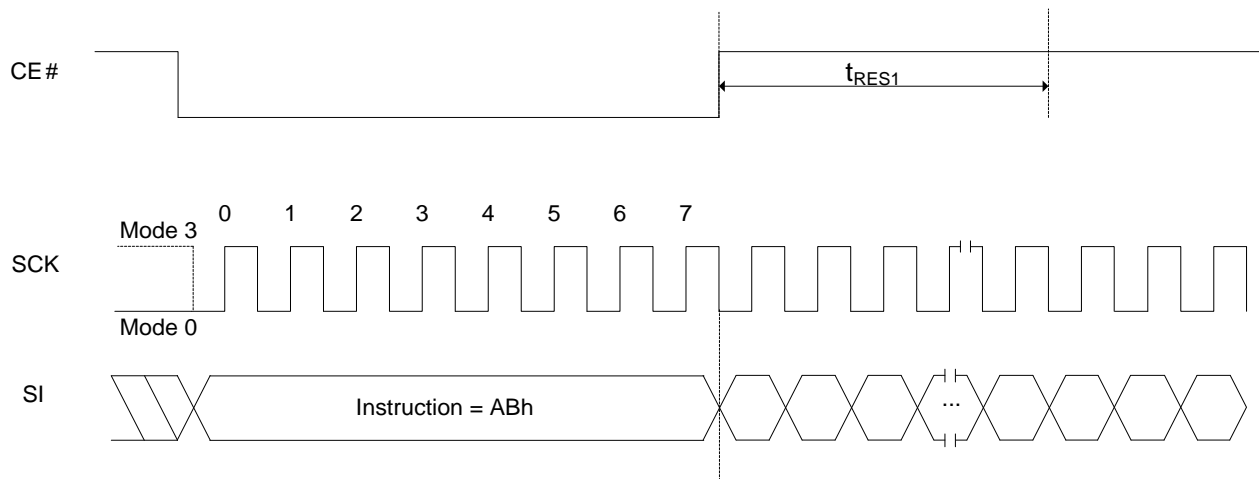 CE#
tRES1
0 1 2 3 4 5 6 7
Mode 3
SCK
Mode 0
SI
Instruction = ABh
...